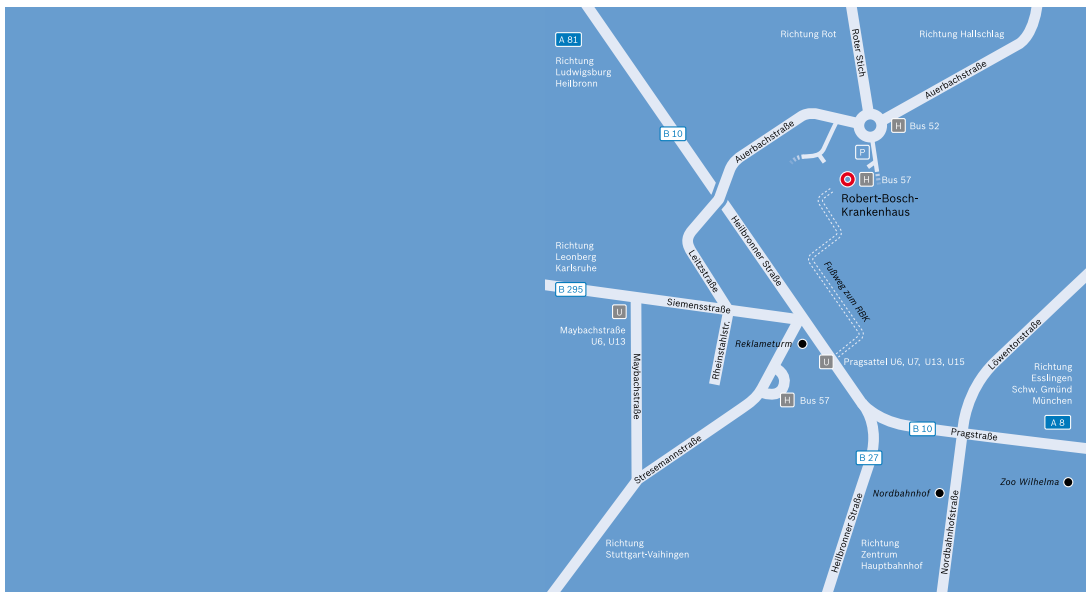 A 81
Richtung
Ludwigsburg
Heilbronn
Richtung Rot
Roter Stich
Richtung Hallschlag
Auerbachstraße
H Bus 52
B 10
Auerbachstraße
P
H Bus 57
Robert-Bosch-
Krankenhaus
Heilbronner Straße
Richtung
Leonberg
Karlsruhe
Leitzstraße
Fußweg zum RBK
B 295
Siemensstraße
U
Maybachstraße
U6, U13
Rheinstahlstr.
Reklameturm
U Pragsattel U6, U7, U13, U15
Löwentorstraße
Maybachstraße
Richtung
Esslingen
Schw. Gmünd
München
A 8
H Bus 57
B 10
Pragstraße
Stresemannstraße
B 27
Nordbahnhof
Zoo Wilhelma
Heilbronner Straße
Nordbahnhofstraße
Richtung
Stuttgart-Vaihingen
Richtung
Zentrum
Hauptbahnhof